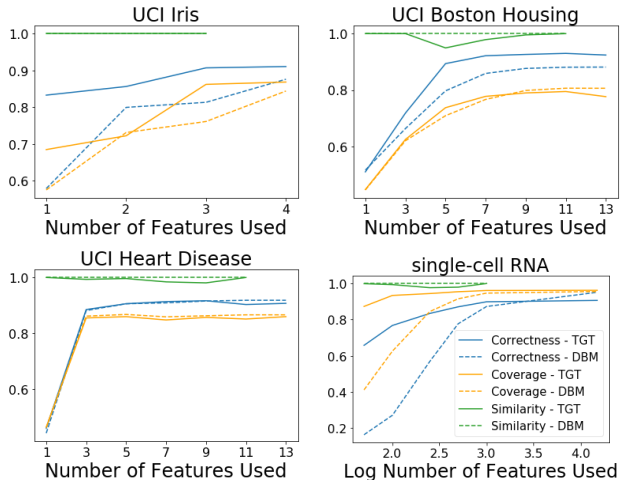 UCI Iris
1.0
0.9
0.8
0.7
0.6
1 2 3 4
Number of Features Used
UCI Boston Housing
1.0
0.8
0.6
1 3 5 7 9 11 13
Number of Features Used
UCI Heart Disease
1.0
0.8
0.6
1 3 5 7 9 11 13
Number of Features Used
single-cell RNA
1.0
0.8
0.6
0.4
0.2
2.0 2.5 3.0 3.5 4.0
Log Number of Features Used
Correctness - TGT
Correctness - DBM
Coverage - TGT
Coverage - DBM
Similarity - TGT
Similarity - DBM